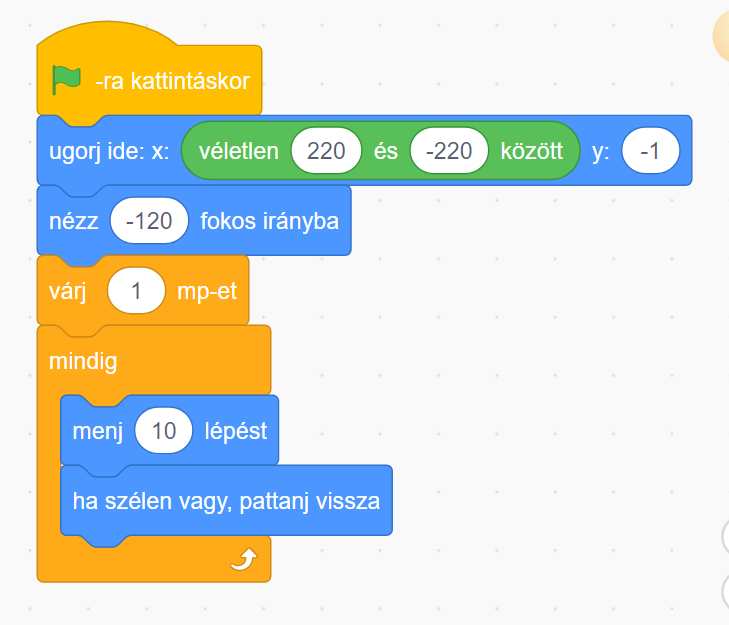 -ra kattintáskor
ugorj ide: x: véletlen 220 és -220 között y: -1
nézz -120 fokos irányba
várj 1 mp-et
mindig
menj 10 lépést
ha szélen vagy, pattanj vissza